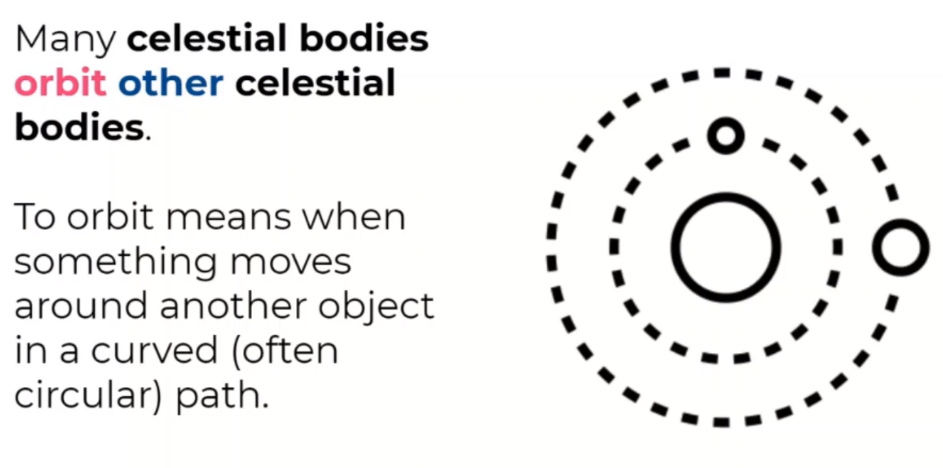 Many celestial bodies
orbit other celestial
bodies.
To orbit means when
something moves
around another object
in a curved (often
circular) path.